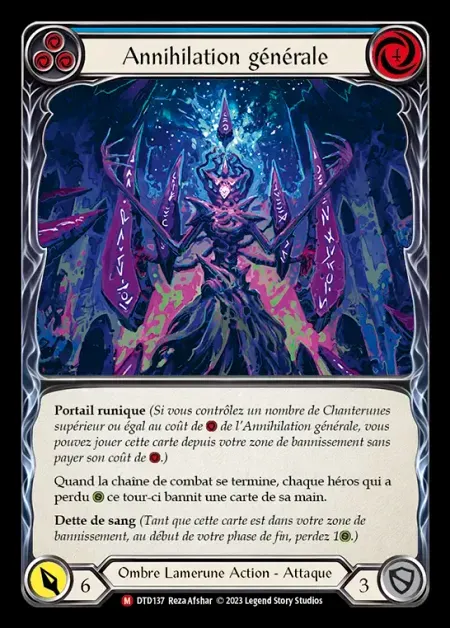 Annihilation générale
Portail runique (Si vous contrôlez un nombre de Chanterunes
supérieur ou égal au coût de de l'Annihilation générale, vous
pouvez jouer cette carte depuis votre zone de bannissement sans
payer son coût de .)
Quand la chaîne de combat se termine, chaque héros qui a
perdu ce tour-ci bannit une carte de sa main.
Dette de sang (Tant que cette carte est dans votre zone de
bannissement, au début de votre phase de fin, perdez 1 .)
6 Ombre Lamerune Action - Attaque 3
M DTD137 Reza Afshar © 2023 Legend Story Studios